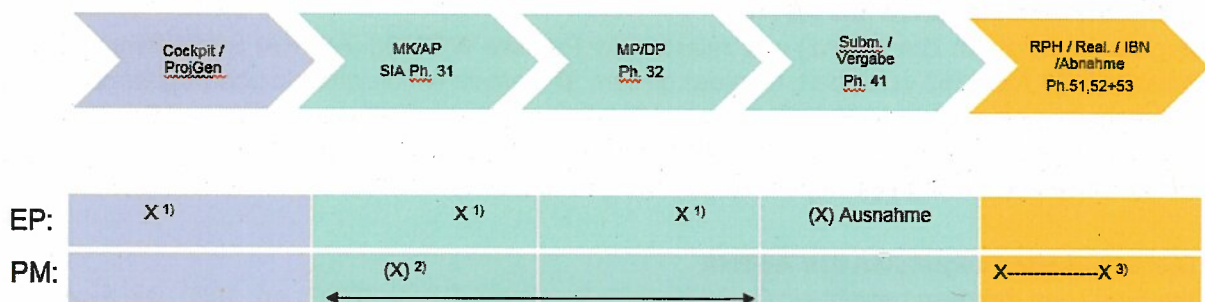 Cockpit /
ProjGen
MK/AP
SIA Ph. 31
MP/DP
Ph. 32
Subm. /
Vergabe
Ph. 41
RPH / Real. / IBN
/Abnahme
Ph.51,52+53
EP: X 1) X 1) X 1) (X) Ausnahme
PM: (X) 2) X--------------X 3)